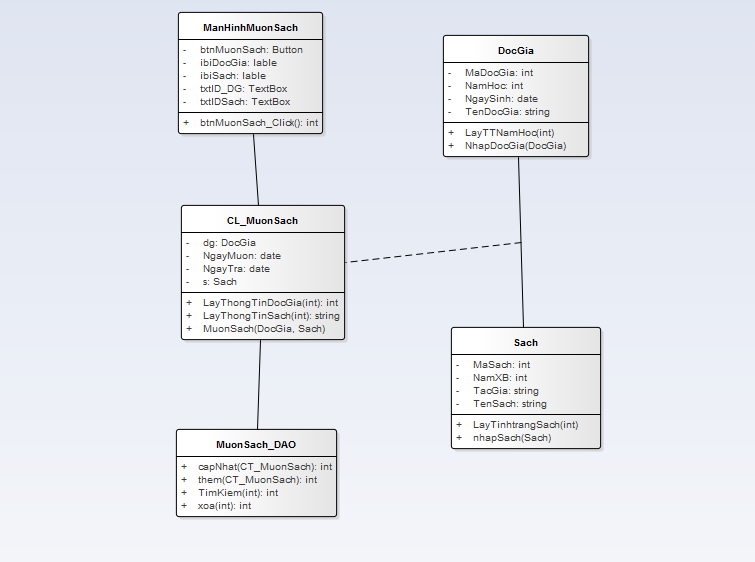 ManHinhMuonSach
- btnMuonSach: Button
- ibiDocGia: lable
- ibiSach: lable
- txtID_DG: TextBox
- txtIDSach: TextBox
+ btnMuonSach_Click(): int
DocGia
- MaDocGia: int
- NamHoc: int
- NgaySinh: date
- TenDocGia: string
+ LayTTNamHoc(int)
+ NhapDocGia(DocGia)
CL_MuonSach
- dg: DocGia
- NgayMuon: date
- NgayTra: date
- s: Sach
+ LayThongTinDocGia(int): int
+ LayThongTinSach(int): string
+ MuonSach(DocGia, Sach)
Sach
- MaSach: int
- NamXB: int
- TacGia: string
- TenSach: string
+ LayTinhtrangSach(int)
+ nhapSach(Sach)
MuonSach_DAO
+ capNhat(CT_MuonSach): int
+ them(CT_MuonSach): int
+ TimKiem(int): int
+ xoa(int): int